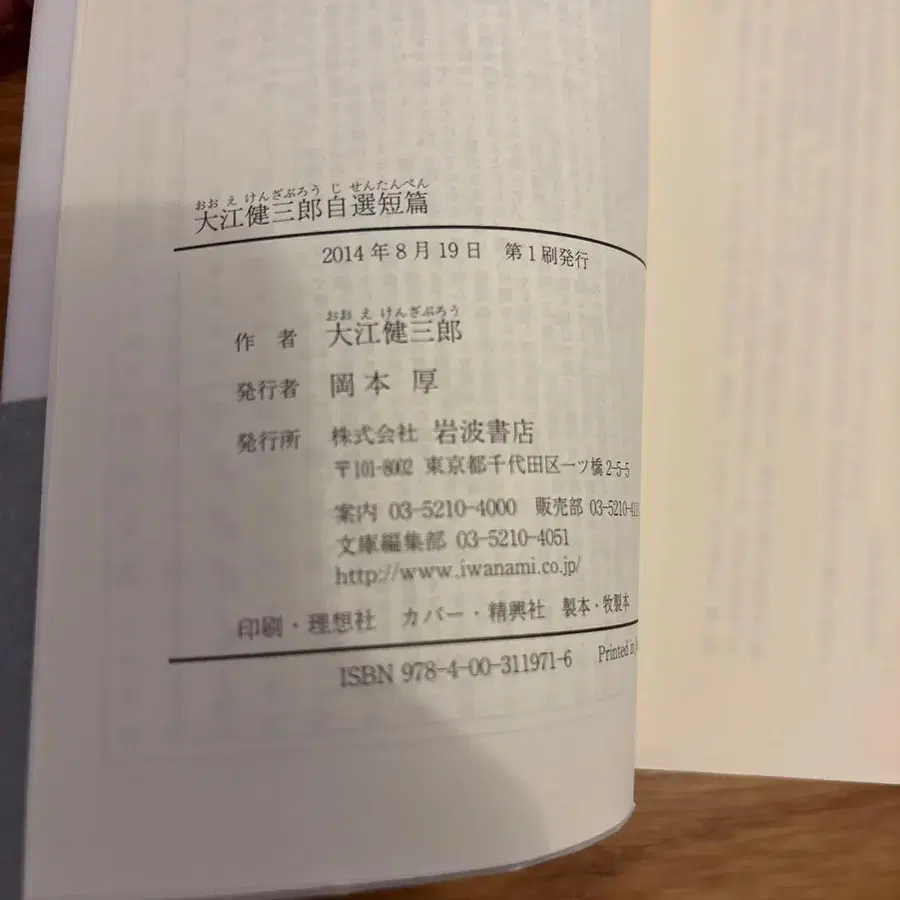 おおえけんざぶろうじせんたんぺん
大江健三郎自選短篇
2014年8月19日　第1刷発行
おおえけんざぶろう
作者　大江健三郎
発行者　岡本 厚
発行所　株式会社 岩波書店
〒101-8002 東京都千代田区一ツ橋2-5-5
案内 03-5210-4000　販売部 03-5210-
文庫編集部 03-5210-4051
http://www.iwanami.co.jp/
印刷・理想社　カバー・精興社　製本・牧製本
ISBN 978-4-00-311971-6　Printed in